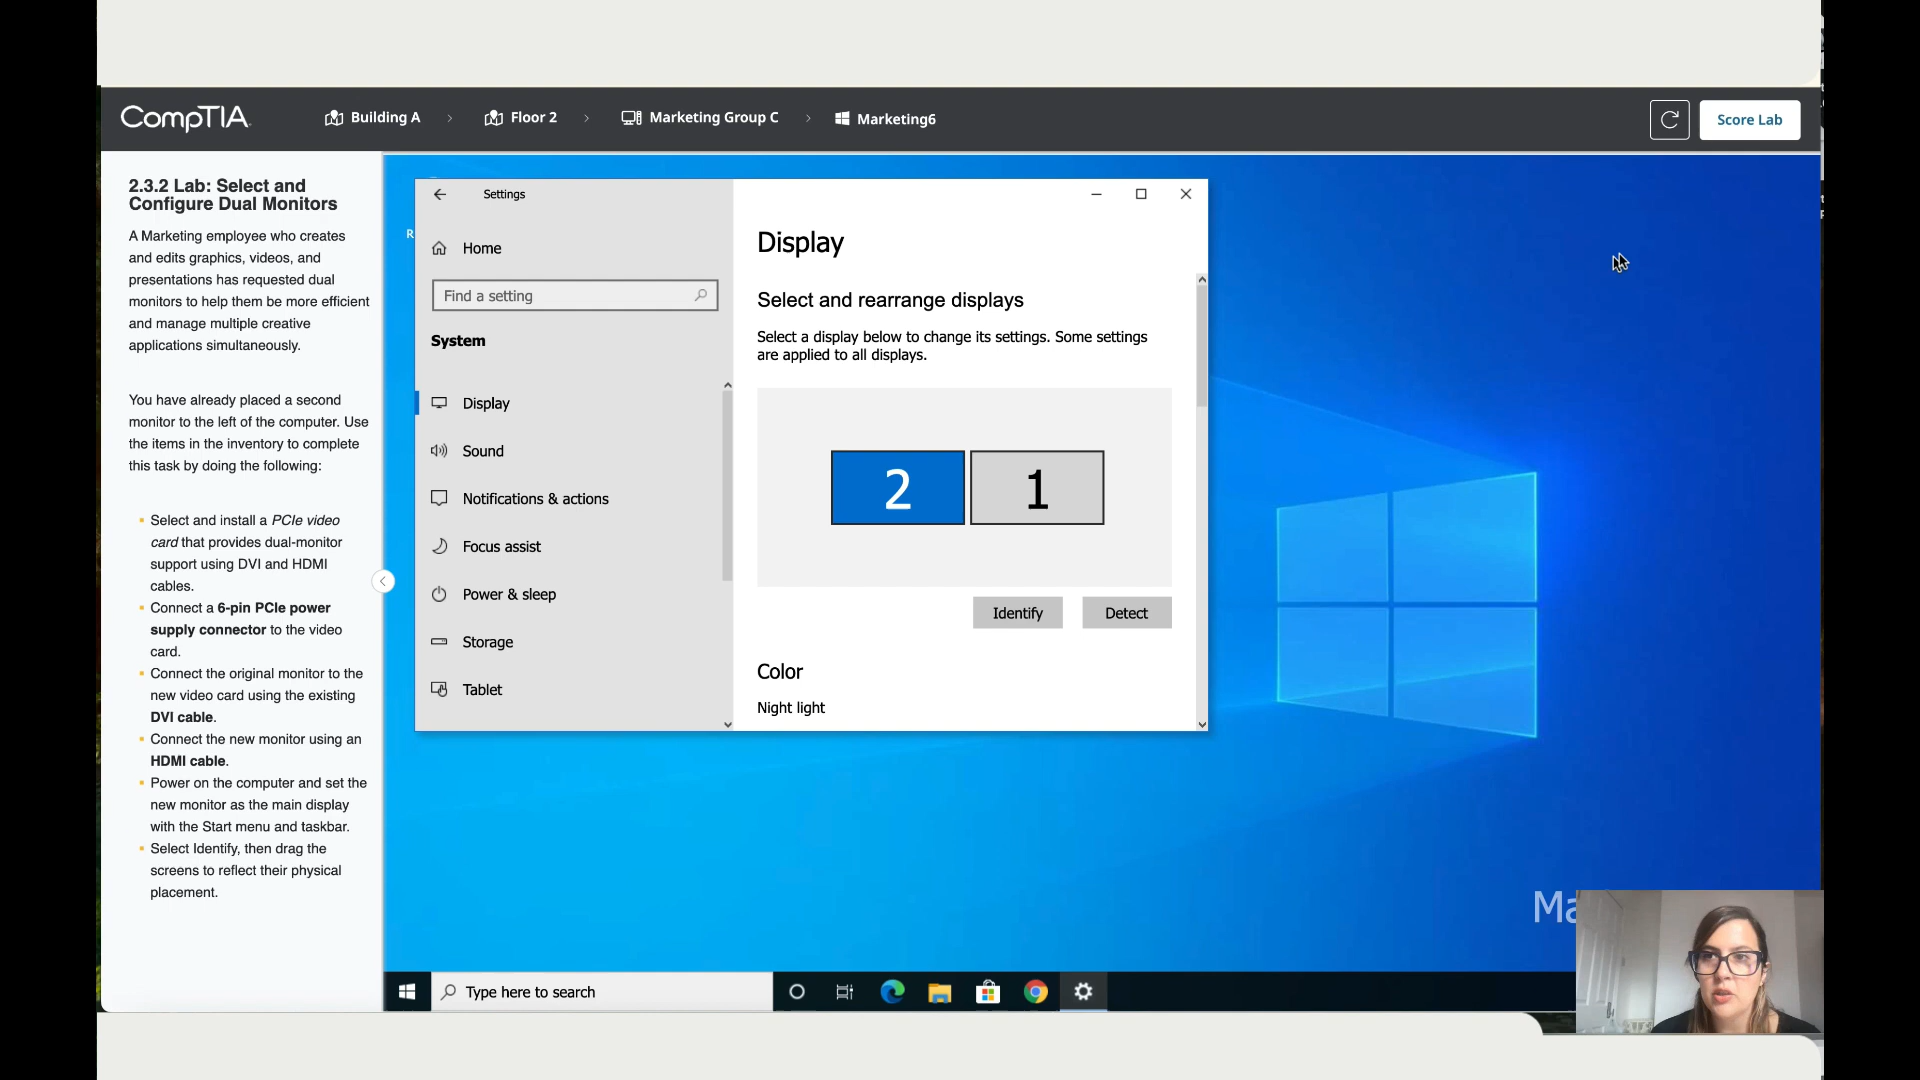 CompTIA.
Building A
Floor 2
Marketing Group C
Marketing6
Score Lab
2.3.2 Lab: Select and
Configure Dual Monitors
A Marketing employee who creates
and edits graphics, videos, and
presentations has requested dual
monitors to help them be more efficient
and manage multiple creative
applications simultaneously.
You have already placed a second
monitor to the left of the computer. Use
the items in the inventory to complete
this task by doing the following:
Select and install a PCIe video
card that provides dual-monitor
support using DVI and HDMI
cables.
Connect a 6-pin PCIe power
supply connector to the video
card.
Connect the original monitor to the
new video card using the existing
DVI cable.
Connect the new monitor using an
HDMI cable.
Power on the computer and set the
new monitor as the main display
with the Start menu and taskbar.
Select Identify, then drag the
screens to reflect their physical
placement.
R
Settings
Home
Find a setting
System
Display
Sound
Notifications & actions
Focus assist
Power & sleep
Storage
Tablet
Display
Select and rearrange displays
Select a display below to change its settings. Some settings
are applied to all displays.
2
1
Identify
Detect
Color
Night light
Ma
Type here to search